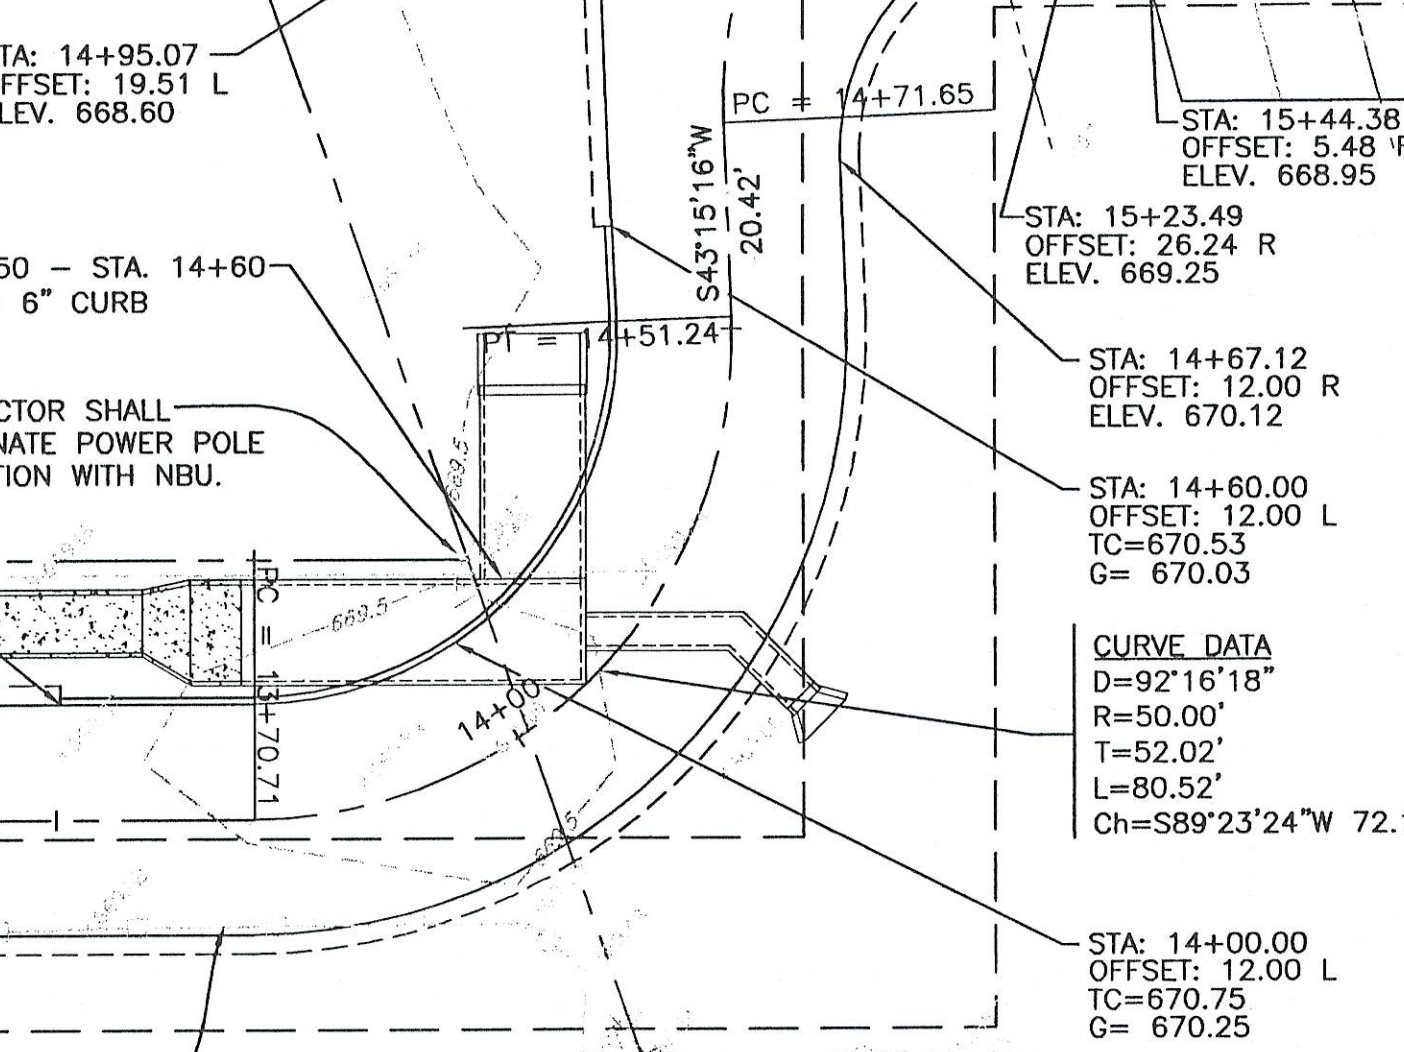 TA: 14+95.07
FFSET: 19.51 L
LEV. 668.60
50 – STA. 14+60
6" CURB
CTOR SHALL
NATE POWER POLE
TION WITH NBU.
PC = 14+71.65
S43°15'16"W
20.42'
PT = 14+51.24
STA: 15+44.38
OFFSET: 5.48
ELEV. 668.95
STA: 15+23.49
OFFSET: 26.24 R
ELEV. 669.25
STA: 14+67.12
OFFSET: 12.00 R
ELEV. 670.12
STA: 14+60.00
OFFSET: 12.00 L
TC=670.53
G= 670.03
669.5
669.5
PC = 13+70.71
14+00
CURVE DATA
D=92°16'18"
R=50.00'
T=52.02'
L=80.52'
Ch=S89°23'24"W 72.
STA: 14+00.00
OFFSET: 12.00 L
TC=670.75
G= 670.25